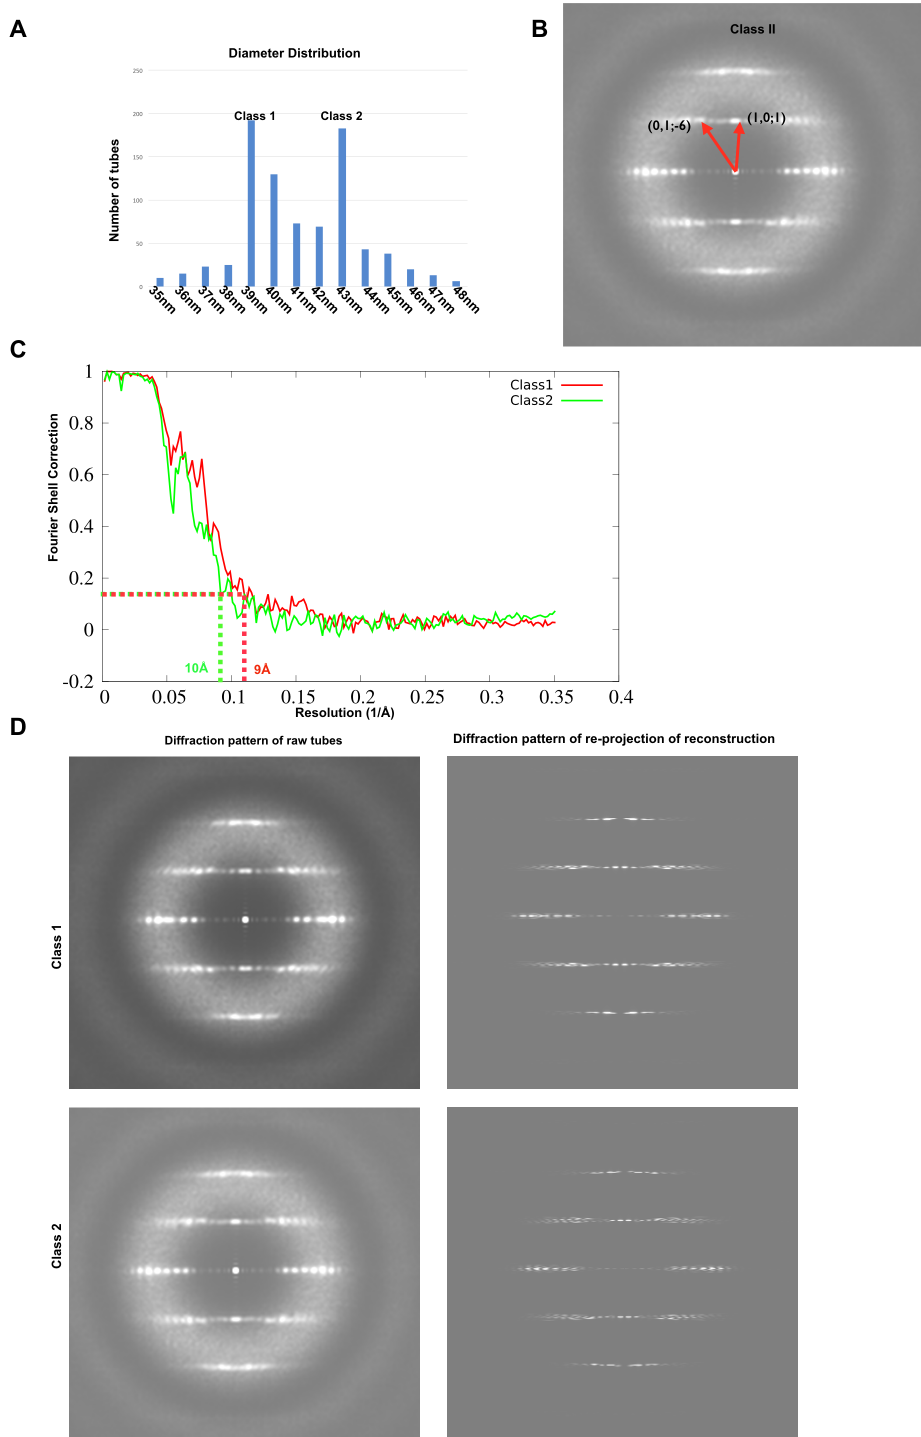 A
Diameter Distribution
Number of tubes
250
200
150
100
50
0
Class 1
Class 2
35nm
36nm
37nm
38nm
39nm
40nm
41nm
42nm
43nm
44nm
45nm
46nm
47nm
48nm
B
Class II
(0,1;-6)
(1,0;1)
C
Fourier Shell Correction
1
0.8
0.6
0.4
0.2
0
-0.2
Class1
Class2
10Å
9Å
0
0.05
0.1
0.15
0.2
0.25
0.3
0.35
0.4
Resolution (1/Å)
D
Diffraction pattern of raw tubes
Diffraction pattern of re-projection of reconstruction
Class 1
Class 2